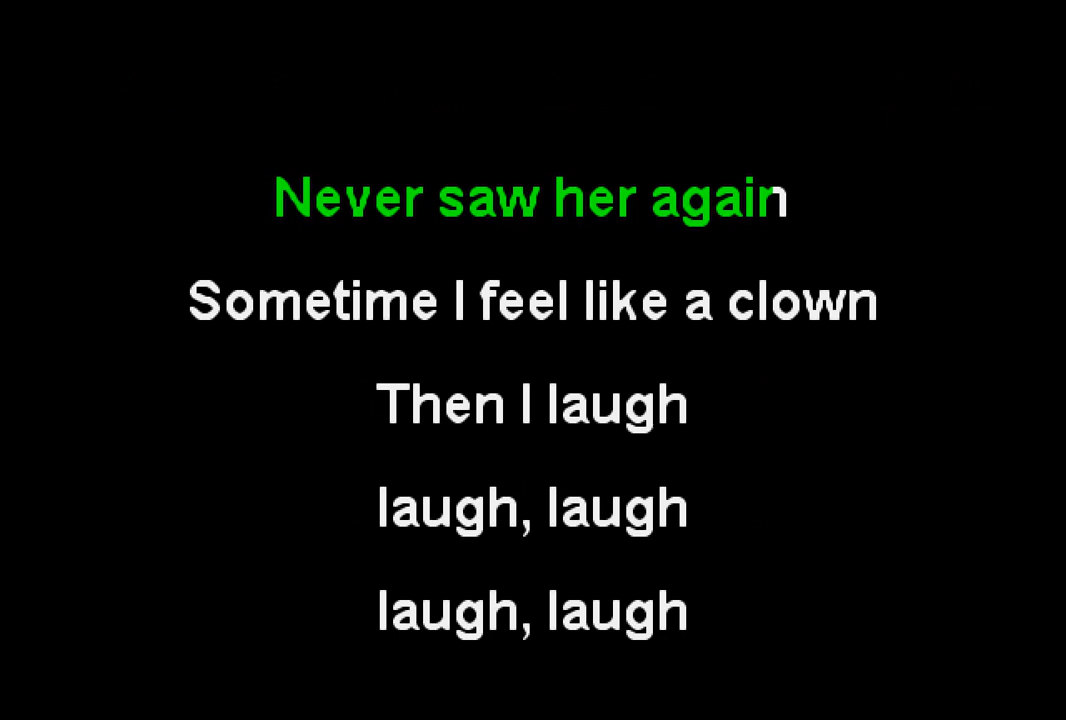 Never saw her again
Sometime I feel like a clown
Then I laugh
laugh, laugh
laugh, laugh